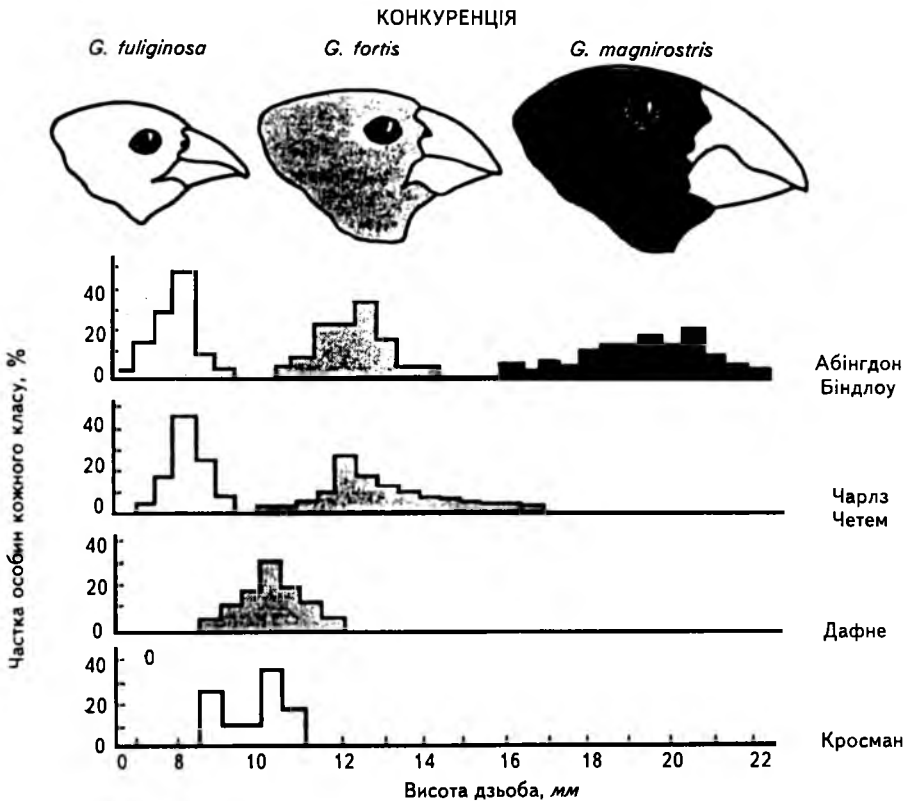 КОНКУРЕНЦІЯ
G. fuliginosa G. fortis G. magnirostris
Частка особин кожного класу, %
40
20
0
Абінгдон
Біндлоу
40
20
0
Чарлз
Четем
40
20
0
Дафне
40 0
20
0
Кросман
0 8 10 12 14 16 18 20 22
Висота дзьоба, мм